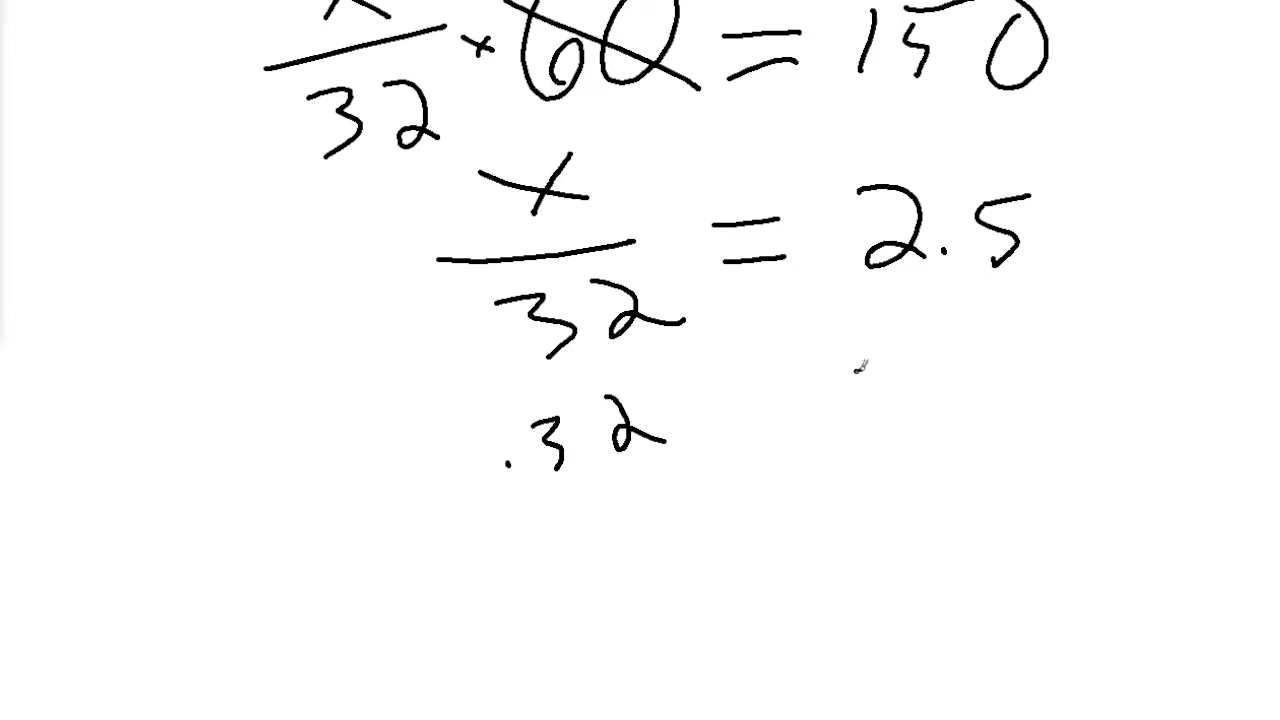 x/32 × 60 = 150
x/32 = 2.5
.32